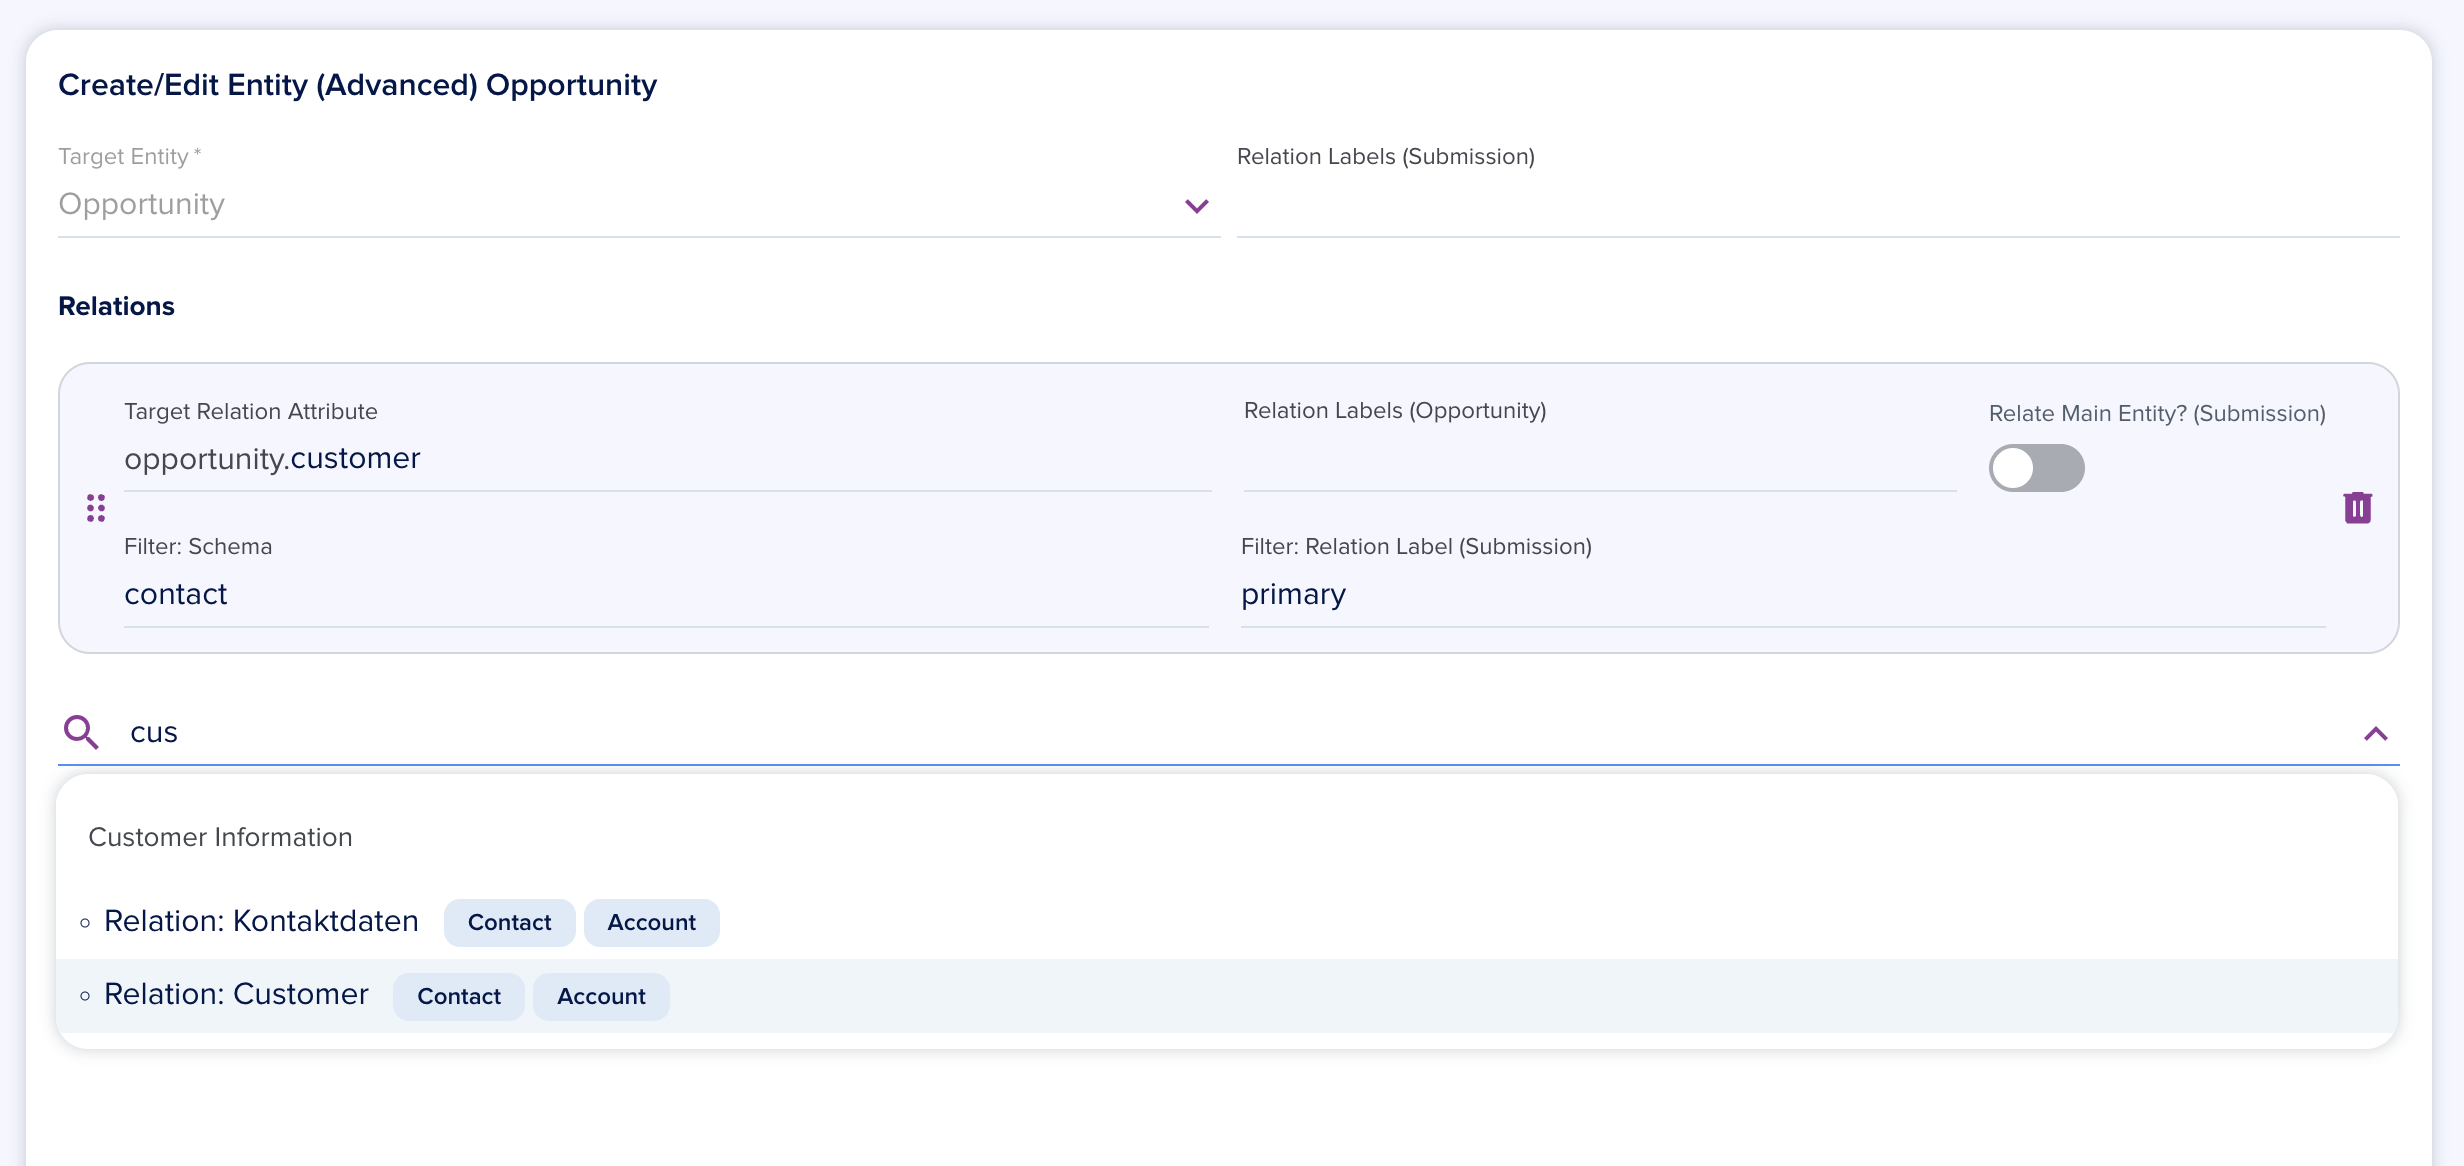 Create/Edit Entity (Advanced) Opportunity
Target Entity *
Relation Labels (Submission)
Opportunity
Relations
Target Relation Attribute
Relation Labels (Opportunity)
Relate Main Entity? (Submission)
opportunity.customer
Filter: Schema
Filter: Relation Label (Submission)
contact
primary
cus
Customer Information
Relation: Kontaktdaten Contact Account
Relation: Customer Contact Account